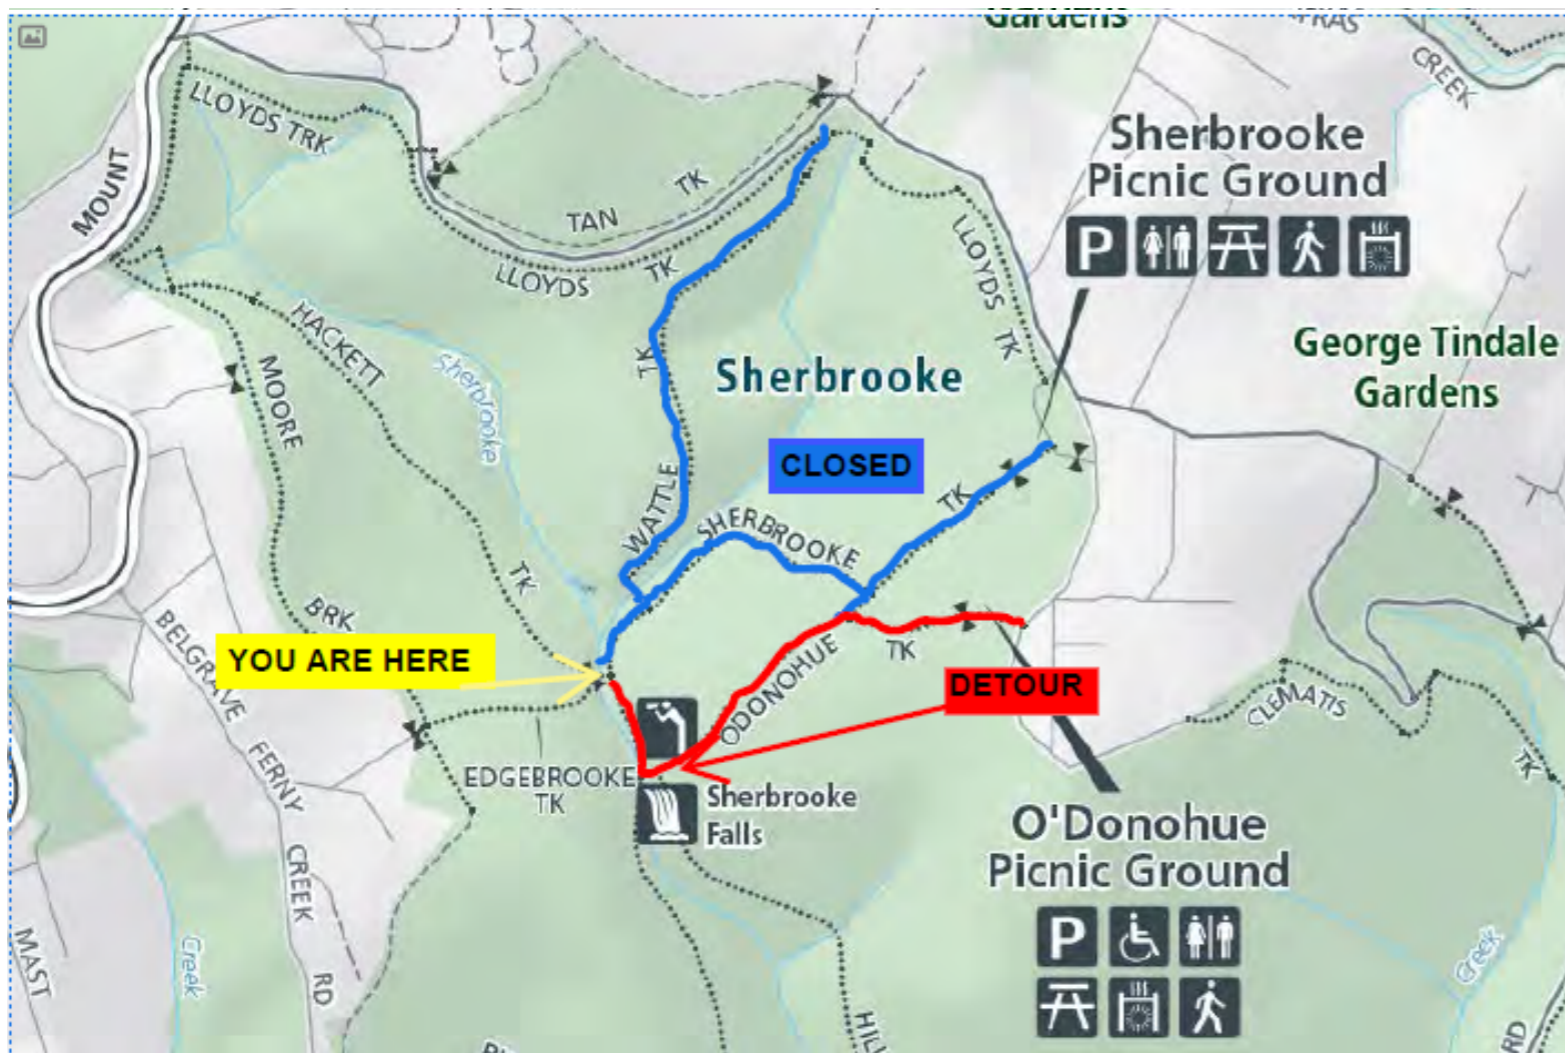 Gardens
CREEK
LLOYDS TRK
MOUNT
Sherbrooke
Picnic Ground
P
TAN
TK
LLOYDS
TK
LLOYDS
TK
HACKETT
TK
MOORE
BRK
Sherbrooke
TK
WATTLE
Sherbrooke
George Tindale
Gardens
CLOSED
TK
SHERBROOKE
YOU ARE HERE
BELGRAVE
FERNY
CREEK
RD
ODONOHUE
TK
DETOUR
CLEMATIS
TK
EDGEBROOKE
TK
Sherbrooke
Falls
O'Donohue
Picnic Ground
P
MAST
Creek
Creek
RD